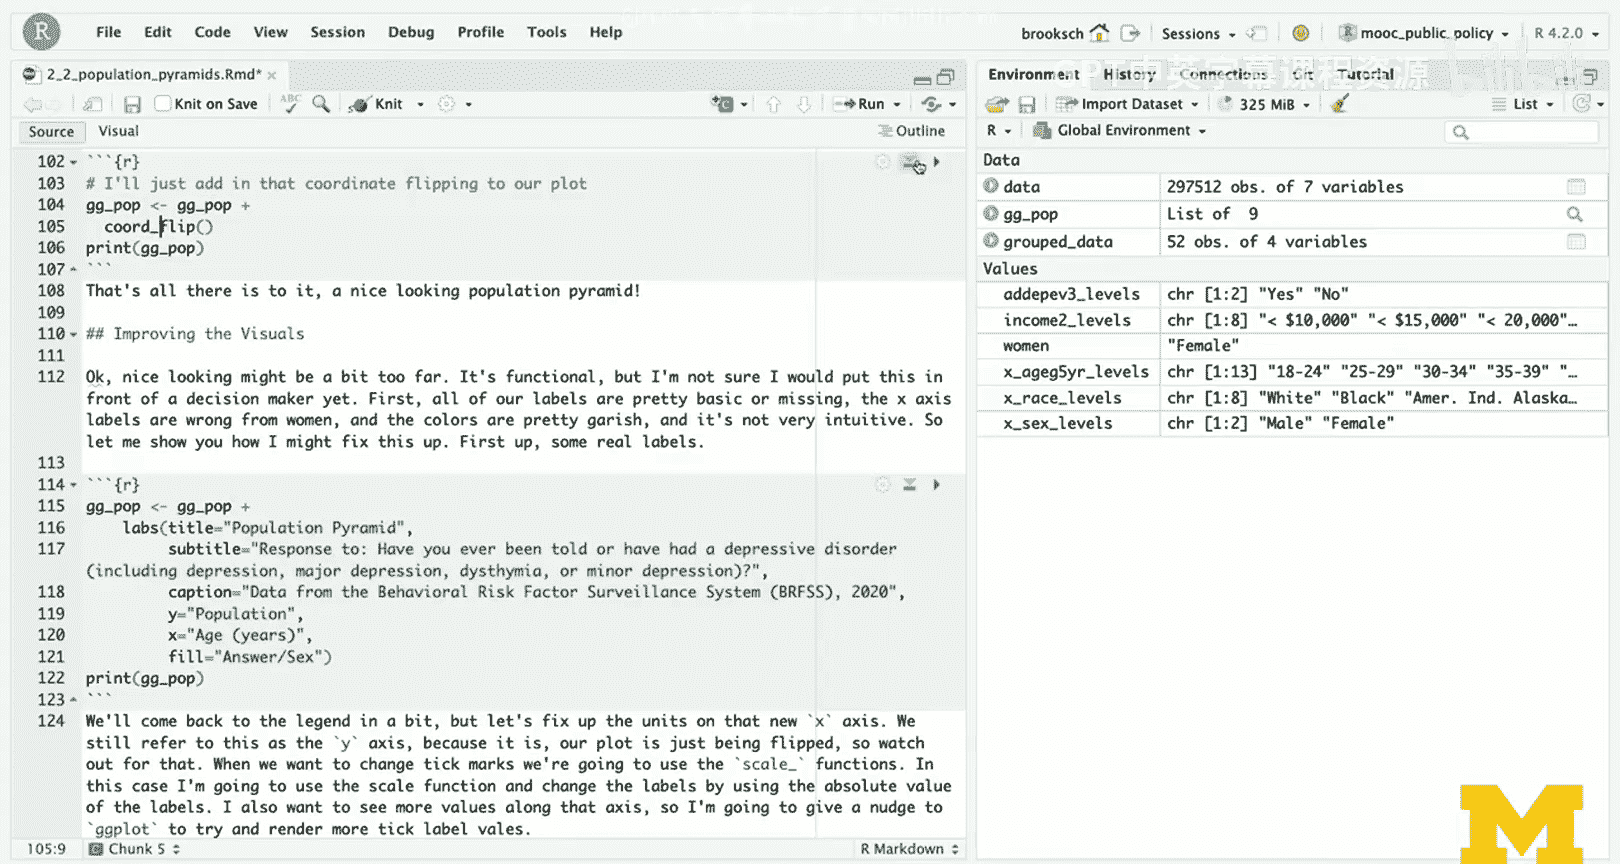 File Edit Code View Session Debug Profile Tools Help
brooksch Sessions mooc_public_policy R 4.2.0
2_2_population_pyramids.Rmd*
Knit on Save ABC Knit Run
Source Visual Outline
102 ```{r}
103 # I'll just add in that coordinate flipping to our plot
104 gg_pop <- gg_pop +
105 coord_flip()
106 print(gg_pop)
107 ```
108 That's all there is to it, a nice looking population pyramid!
109
110 ## Improving the Visuals
111
112 Ok, nice looking might be a bit too far. It's functional, but I'm not sure I would put this in
front of a decision maker yet. First, all of our labels are pretty basic or missing, the x axis
labels are wrong from women, and the colors are pretty garish, and it's not very intuitive. So
let me show you how I might fix this up. First up, some real labels.
113
114 ```{r}
115 gg_pop <- gg_pop +
116 labs(title="Population Pyramid",
117 subtitle="Response to: Have you ever been told or have had a depressive disorder
(including depression, major depression, dysthymia, or minor depression)?",
118 caption="Data from the Behavioral Risk Factor Surveillance System (BRFSS), 2020",
119 y="Population",
120 x="Age (years)",
121 fill="Answer/Sex")
122 print(gg_pop)
123 ```
124 We'll come back to the legend in a bit, but let's fix up the units on that new `x` axis. We
still refer to this as the `y` axis, because it is, our plot is just being flipped, so watch
out for that. When we want to change tick marks we're going to use the `scale_` functions. In
this case I'm going to use the scale function and change the labels by using the absolute value
of the labels. I also want to see more values along that axis, so I'm going to give a nudge to
`ggplot` to try and render more tick label vales.
105:9 Chunk 5 R Markdown
Environment History Connections Git Tutorial
GPT中英字幕课程资源
Import Dataset 325 MiB List
R Global Environment
Data
data 297512 obs. of 7 variables
gg_pop List of 9
grouped_data 52 obs. of 4 variables
Values
addepev3_levels chr [1:2] "Yes" "No"
income2_levels chr [1:8] "< $10,000" "< $15,000" "< 20,000"…
women "Female"
x_ageg5yr_levels chr [1:13] "18-24" "25-29" "30-34" "35-39" "…
x_race_levels chr [1:8] "White" "Black" "Amer. Ind. Alaska…
x_sex_levels chr [1:2] "Male" "Female"
M